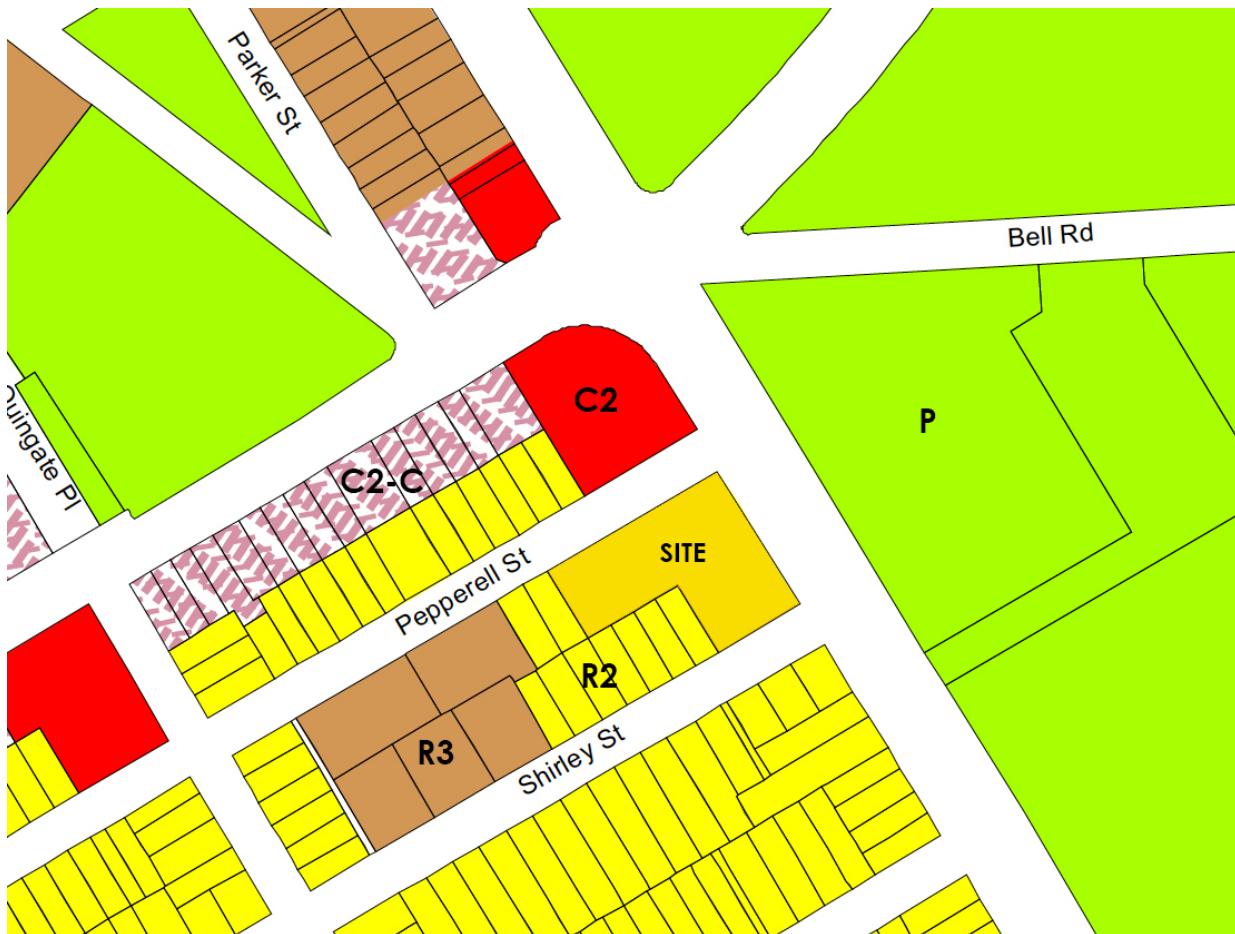 Parker St
Bell Rd
Quingate Pl
C2
P
C2-C
SITE
Pepperell St
R2
R3
Shirley St